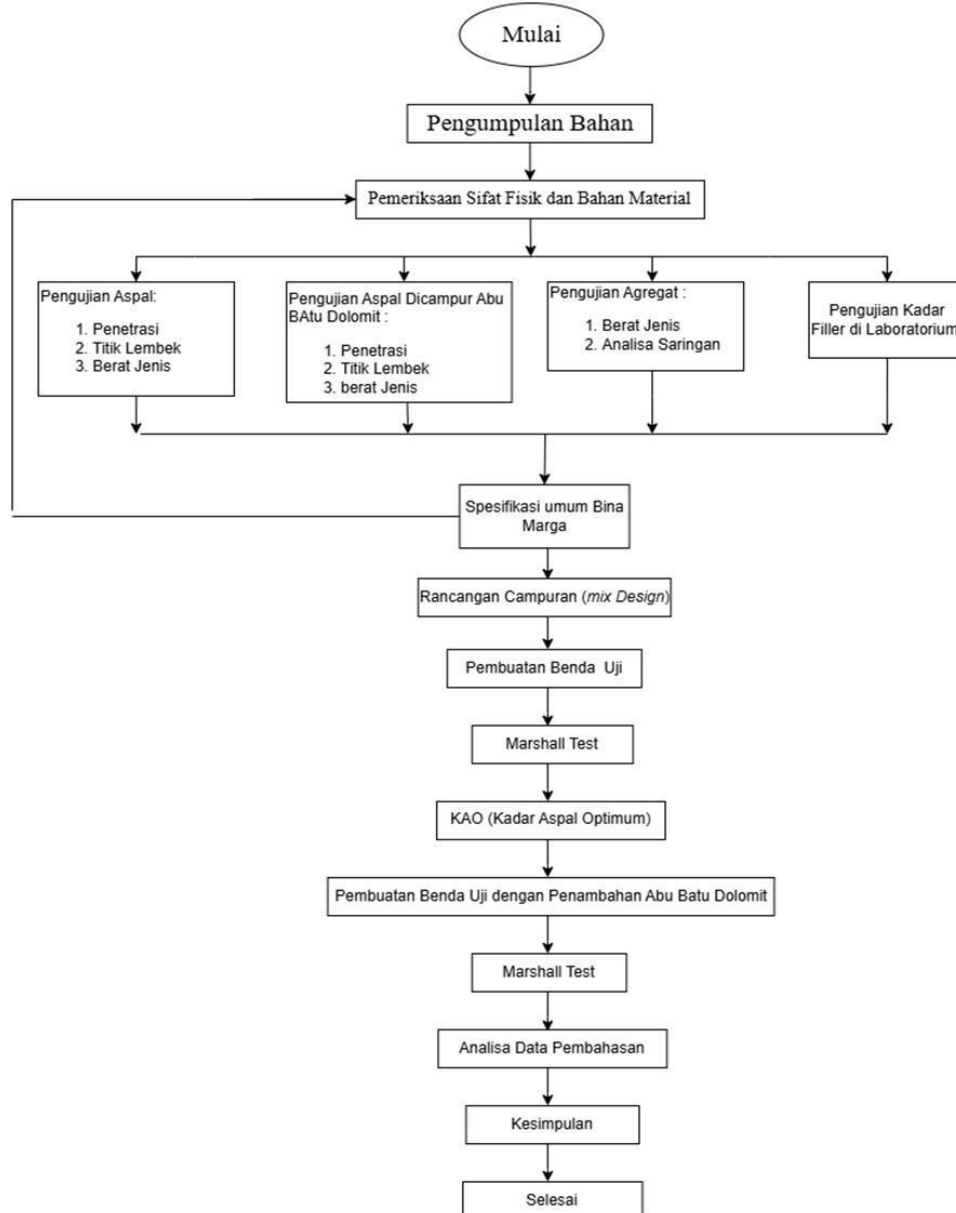 Mulai
Pengumpulan Bahan
Pemeriksaan Sifat Fisik dan Bahan Material
Pengujian Aspal:
1. Penetrasi
2. Titik Lembek
3. Berat Jenis
Pengujian Aspal Dicampur Abu
BAtu Dolomit :
1. Penetrasi
2. Titik Lembek
3. berat Jenis
Pengujian Agregat :
1. Berat Jenis
2. Analisa Saringan
Pengujian Kadar
Filler di Laboratorium
Spesifikasi umum Bina
Marga
Rancangan Campuran (mix Design)
Pembuatan Benda Uji
Marshall Test
KAO (Kadar Aspal Optimum)
Pembuatan Benda Uji dengan Penambahan Abu Batu Dolomit
Marshall Test
Analisa Data Pembahasan
Kesimpulan
Selesai